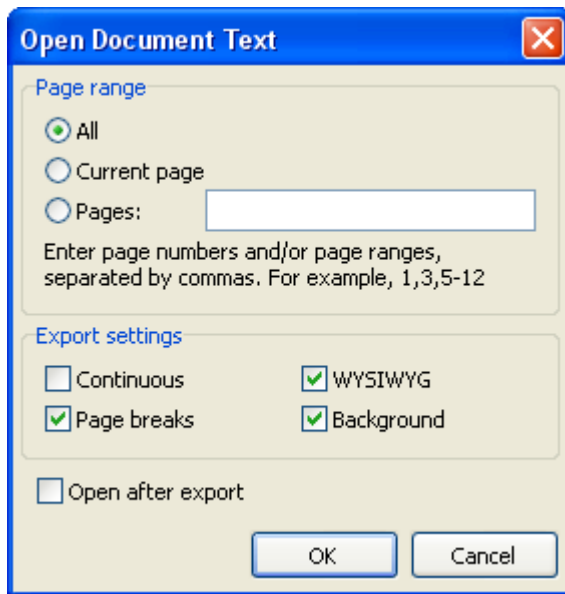 Open Document Text
Page range
All
Current page
Pages:
Enter page numbers and/or page ranges,
separated by commas. For example, 1,3,5-12
Export settings
Continuous WYSIWYG
Page breaks Background
Open after export
OK Cancel